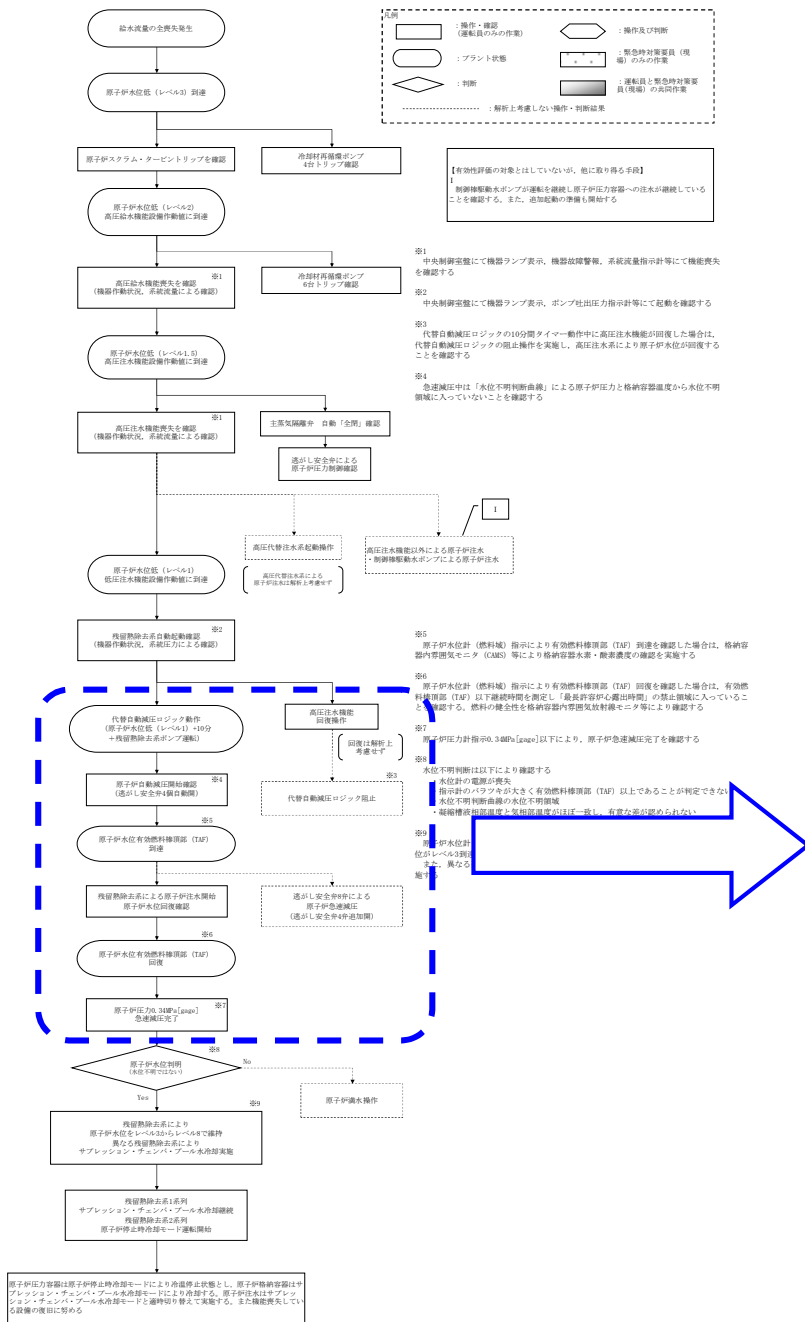 給水流量の全喪失発生
凡例
：操作・確認
(運転員のみの作業)
：操作及び判断
：プラント状態
：緊急時対策要員（現
場）のみの作業
：判断
：運転員と緊急時対策要
員(現場）の共同作業
：解析上考慮しない操作・判断結果
原子炉水位低（レベル3）到達
原子炉スクラム・タービントリップを確認
冷却材再循環ポンプ
4台トリップ確認
【有効性評価の対象とはしていないが，他に取り得る手段】
Ⅰ
制御棒駆動水ポンプが運転を継続し原子炉圧力容器への注水が継続している
ことを確認する。また，追加起動の準備も開始する
原子炉水位低（レベル2）
高圧給水機能設備作動値に到達
※1
高圧給水機能喪失を確認
(機器作動状況，系統流量による確認)
冷却材再循環ポンプ
6台トリップ確認
※1
中央制御室盤にて機器ランプ表示，機器故障警報，系統流量指示計等にて機能喪失
を確認する
※2
中央制御室盤にて機器ランプ表示，ポンプ吐出圧力指示計等にて起動を確認する
※3
代替自動減圧ロジックの10分間タイマー動作中に高圧注水機能が回復した場合は，
代替自動減圧ロジックの阻止操作を実施し，高圧注水系により原子炉水位が回復する
ことを確認する
※4
急速減圧中は「水位不明判断曲線」による原子炉圧力と格納容器温度から水位不明
領域に入っていないことを確認する
原子炉水位低（レベル1.5）
高圧注水機能設備作動値に到達
※1
高圧注水機能喪失を確認
(機器作動状況，系統流量による確認)
主蒸気隔離弁　自動「全閉」確認
逃がし安全弁による
原子炉圧力制御確認
Ⅰ
高圧代替注水系起動操作
高圧代替注水系による
原子炉注水は解析上考慮せず
高圧注水機能以外による原子炉注水
・制御棒駆動水ポンプによる原子炉注水
原子炉水位低（レベル1）
低圧注水機能設備作動値に到達
※2
残留熱除去系自動起動確認
(機器作動状況，系統圧力による確認)
※5
原子炉水位計（燃料域）指示により有効燃料棒頂部（TAF）到達を確認した場合は，格納容
器内雰囲気モニタ（CAMS）等により格納容器水素・酸素濃度の確認を実施する
※6
原子炉水位計（燃料域）指示により有効燃料棒頂部（TAF）回復を確認した場合は，有効燃
料棒頂部（TAF）以下継続時間を測定し「最長許容炉心露出時間」の禁止領域に入っているこ
とを確認する。燃料の健全性を格納容器内雰囲気放射線モニタ等により確認する
※7
原子炉圧力計指示0.34MPa[gage]以下により，原子炉急速減圧完了を確認する
※8
水位不明判断は以下により確認する
・水位計の電源が喪失
・指示計のバラツキが大きく有効燃料棒頂部（TAF）以上であることが判定できない
・水位不明判断曲線の水位不明領域
・凝縮槽液相部温度と気相部温度がほぼ一致し，有意な差が認められない
※9
原子炉水位計
位がレベル3到達
また，異なる
施する
代替自動減圧ロジック動作
(原子炉水位低（レベル1）+10分
＋残留熱除去系ポンプ運転)
高圧注水機能
回復操作
回復は解析上
考慮せず
※3
代替自動減圧ロジック阻止
※4
原子炉自動減圧開始確認
(逃がし安全弁4個自動開)
※5
原子炉水位有効燃料棒頂部（TAF）
到達
残留熱除去系による原子炉注水開始
原子炉水位回復確認
逃がし安全弁8弁による
原子炉急速減圧
(逃がし安全弁4弁追加開)
※6
原子炉水位有効燃料棒頂部（TAF）
回復
※7
原子炉圧力0.34MPa[gage]
急速減圧完了
※8
原子炉水位判明
(水位不明ではない)
No
Yes
原子炉満水操作
※9
残留熱除去系により
原子炉水位をレベル3からレベル8で維持
異なる残留熱除去系により
サプレッション・チェンバ・プール水冷却実施
残留熱除去系1系列
サプレッション・チェンバ・プール水冷却継続
残留熱除去系2系列
原子炉停止時冷却モード運転開始
原子炉圧力容器は原子炉停止時冷却モードにより冷温停止状態とし，原子炉格納容器はサ
プレッション・チェンバ・プール水冷却モードにより冷却する。原子炉注水はサプレッ
ション・チェンバ・プール水冷却モードと適時切り替えて実施する。また機能喪失してい
る設備の復旧に努める